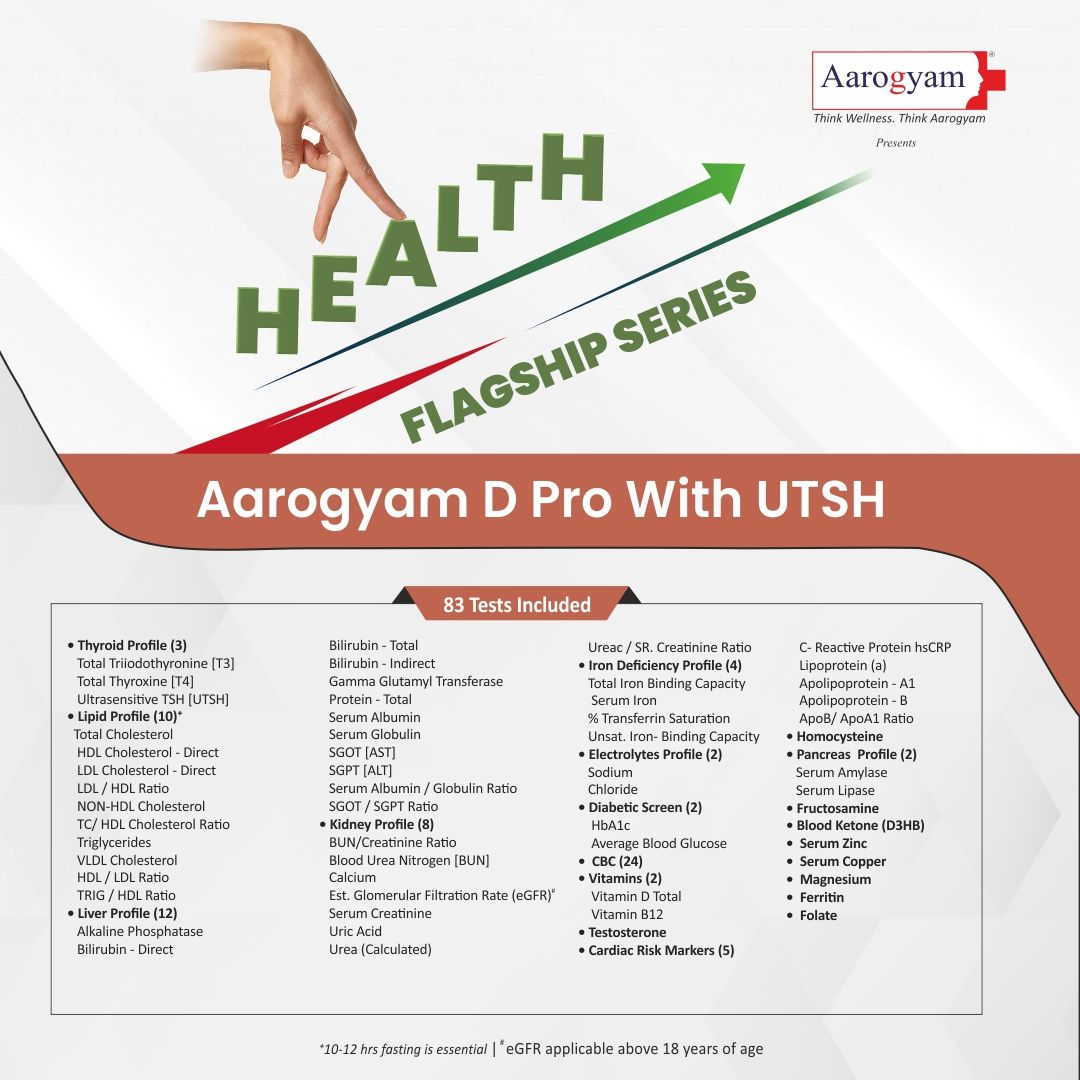 Aarogyam®
Think Wellness. Think Aarogyam
Presents
HEALTH
FLAGSHIP SERIES
Aarogyam D Pro With UTSH
83 Tests Included
• Thyroid Profile (3)
Total Triiodothyronine [T3]
Total Thyroxine [T4]
Ultrasensitive TSH [UTSH]
• Lipid Profile (10)*
Total Cholesterol
HDL Cholesterol - Direct
LDL Cholesterol - Direct
LDL / HDL Ratio
NON-HDL Cholesterol
TC/ HDL Cholesterol Ratio
Triglycerides
VLDL Cholesterol
HDL / LDL Ratio
TRIG / HDL Ratio
• Liver Profile (12)
Alkaline Phosphatase
Bilirubin - Direct
Bilirubin - Total
Bilirubin - Indirect
Gamma Glutamyl Transferase
Protein - Total
Serum Albumin
Serum Globulin
SGOT [AST]
SGPT [ALT]
Serum Albumin / Globulin Ratio
SGOT / SGPT Ratio
• Kidney Profile (8)
BUN/Creatinine Ratio
Blood Urea Nitrogen [BUN]
Calcium
Est. Glomerular Filtration Rate (eGFR)#
Serum Creatinine
Uric Acid
Urea (Calculated)
Ureac / SR. Creatinine Ratio
• Iron Deficiency Profile (4)
Total Iron Binding Capacity
Serum Iron
% Transferrin Saturation
Unsat. Iron- Binding Capacity
• Electrolytes Profile (2)
Sodium
Chloride
• Diabetic Screen (2)
HbA1c
Average Blood Glucose
• CBC (24)
• Vitamins (2)
Vitamin D Total
Vitamin B12
• Testosterone
• Cardiac Risk Markers (5)
C- Reactive Protein hsCRP
Lipoprotein (a)
Apolipoprotein - A1
Apolipoprotein - B
ApoB/ ApoA1 Ratio
• Homocysteine
• Pancreas Profile (2)
Serum Amylase
Serum Lipase
• Fructosamine
• Blood Ketone (D3HB)
• Serum Zinc
• Serum Copper
• Magnesium
• Ferritin
• Folate
*10-12 hrs fasting is essential | #eGFR applicable above 18 years of age